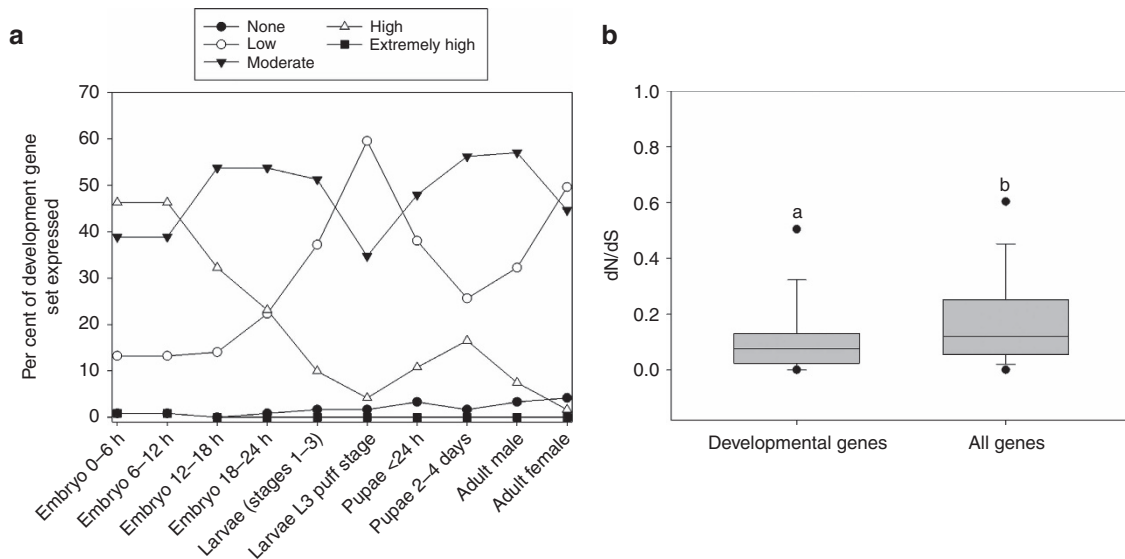 a
None
Low
Moderate
High
Extremely high
Per cent of development gene
set expressed
70
60
50
40
30
20
10
0
Embryo 0–6 h
Embryo 6–12 h
Embryo 12–18 h
Embryo 18–24 h
Larvae (stages 1–3)
Larvae L3 puff stage
Pupae <24 h
Pupae 2–4 days
Adult male
Adult female
b
dN/dS
1.0
0.8
0.6
0.4
0.2
0.0
a
b
Developmental genes
All genes